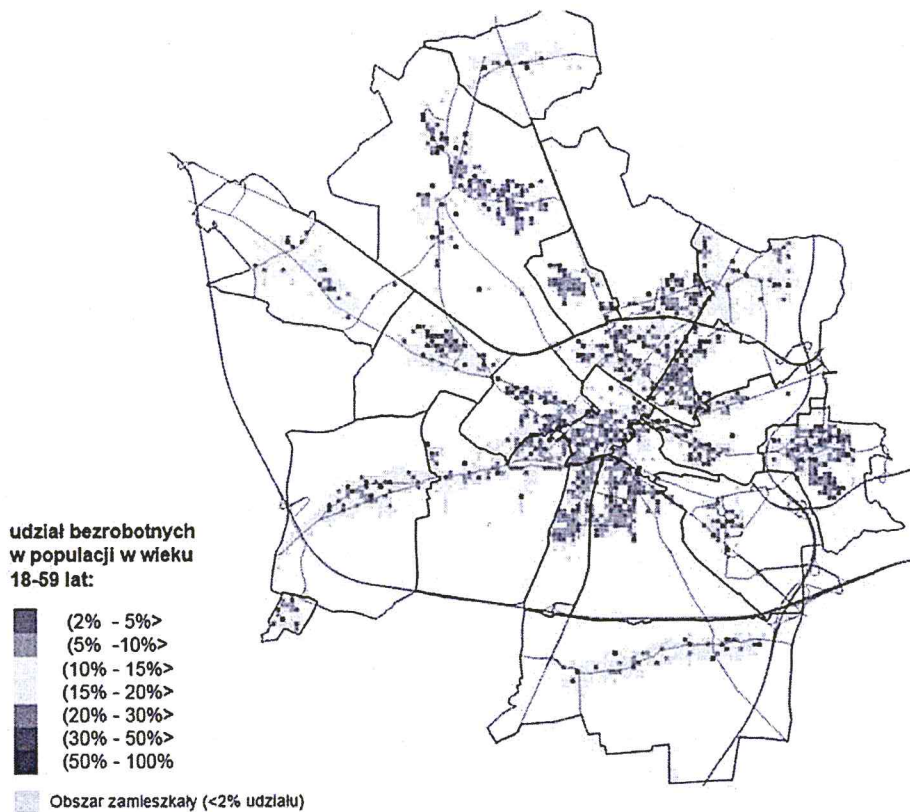 udział bezrobotnych
w populacji w wieku
18-59 lat:
(2% - 5%>
(5% -10%>
(10% - 15%>
(15% - 20%>
(20% - 30%>
(30% - 50%>
(50% - 100%
Obszar zamieszkały (<2% udziału)